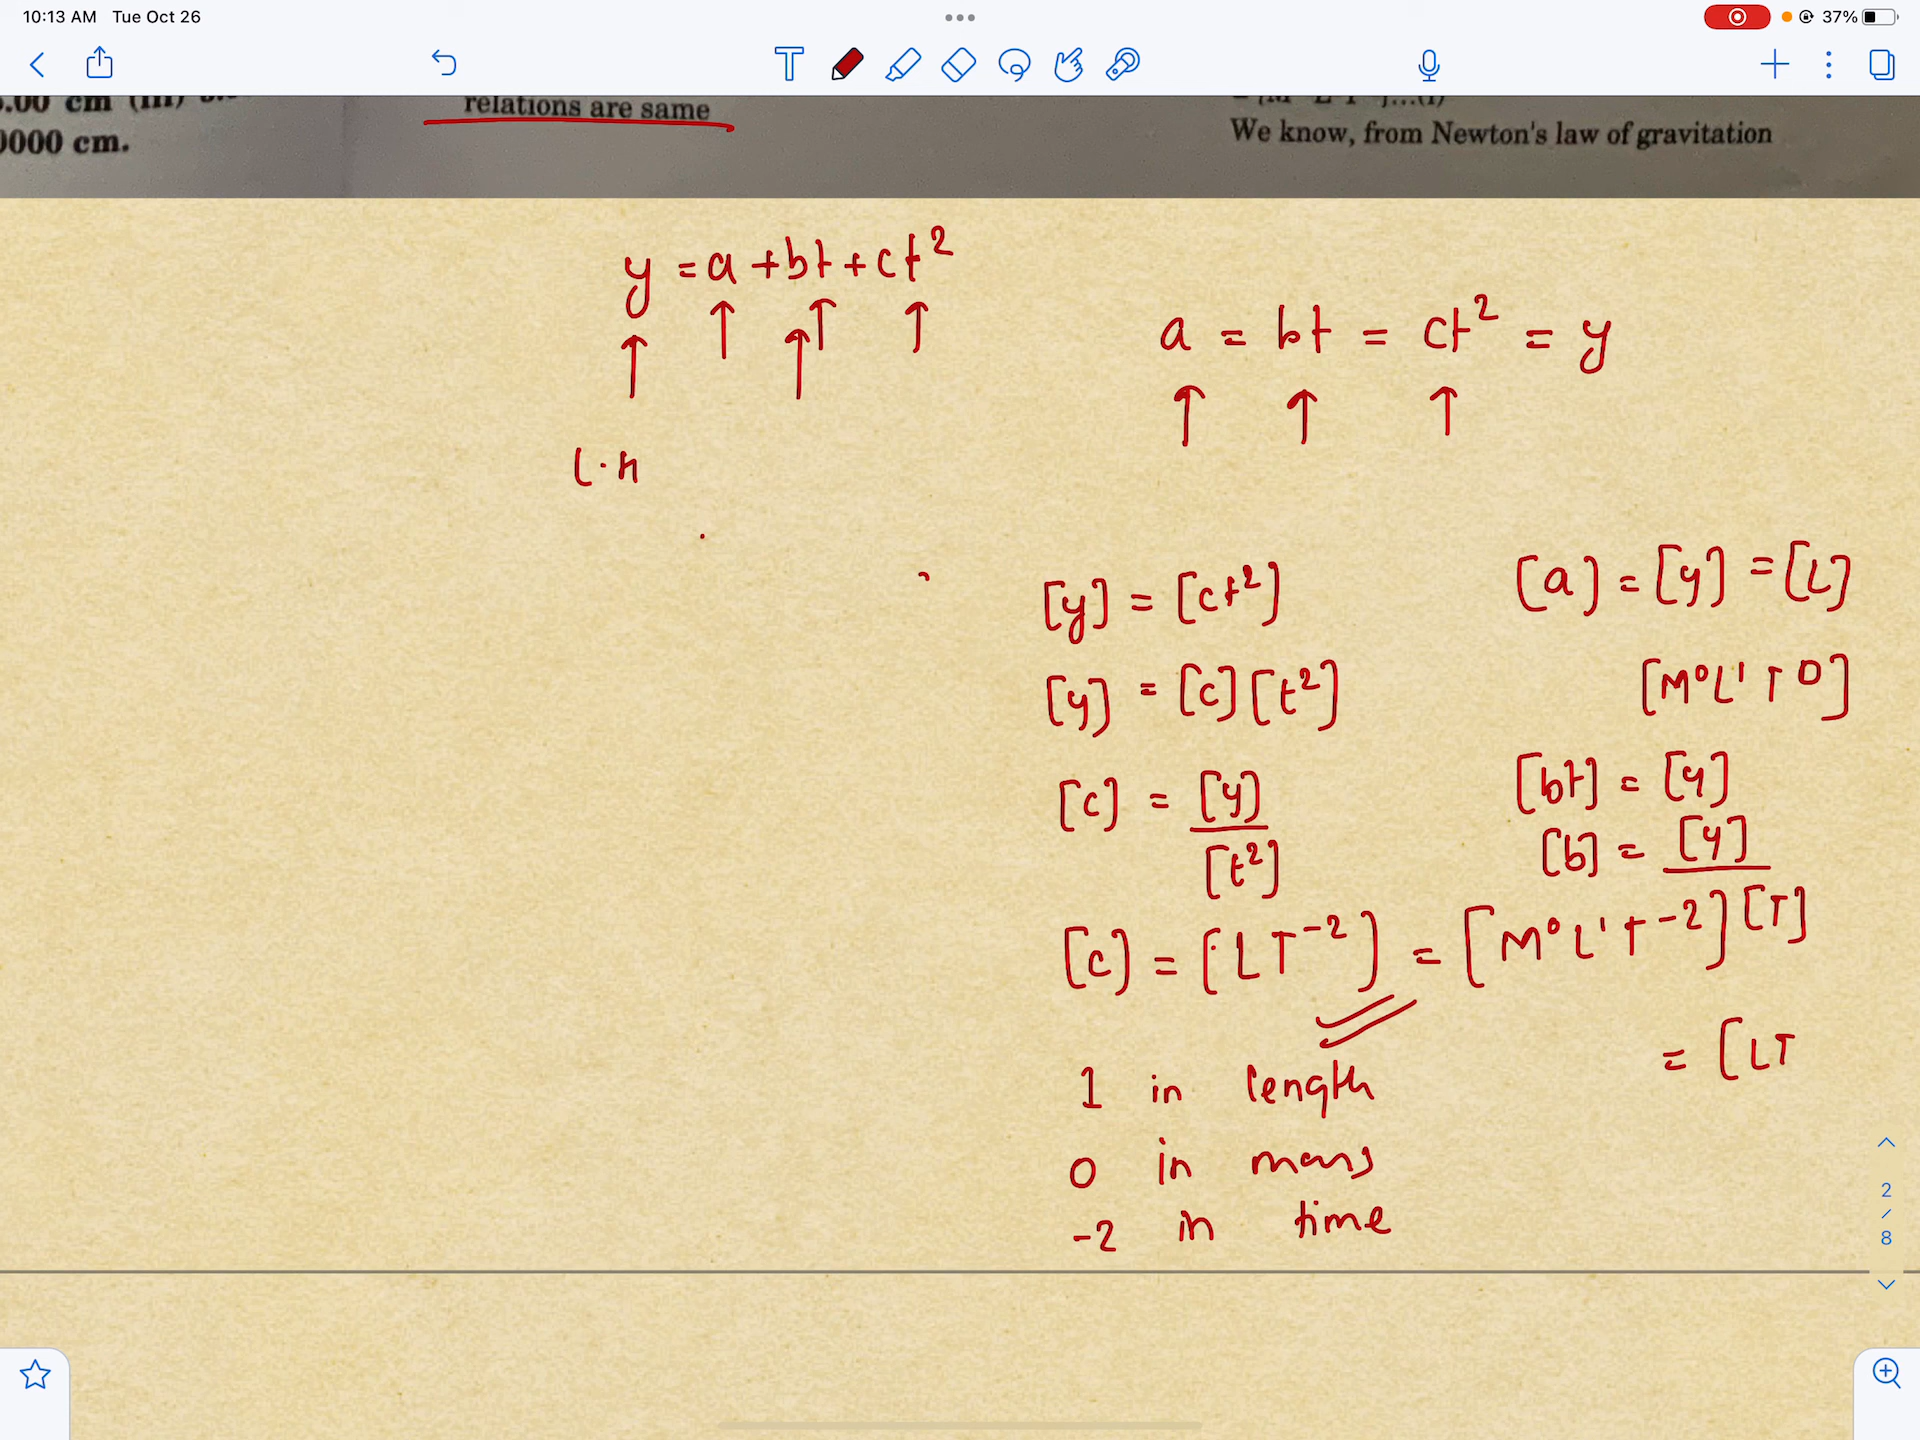 10:13 AM Tue Oct 26
37%
relations are same
0000 cm.
We know, from Newton's law of gravitation
y = a + bt + ct²
a = bt = ct² = y
[y] = [ct²]
[a] = [y] = [L]
[y] = [c] [t²]
[M⁰L¹T⁰]
[c] = [y] / [t²]
[bt] = [y]
[b] = [y] / [T]
[c] = [LT⁻²] = [M⁰L¹T⁻²]
= [LT
1 in length
0 in mass
-2 in time
2
/
8